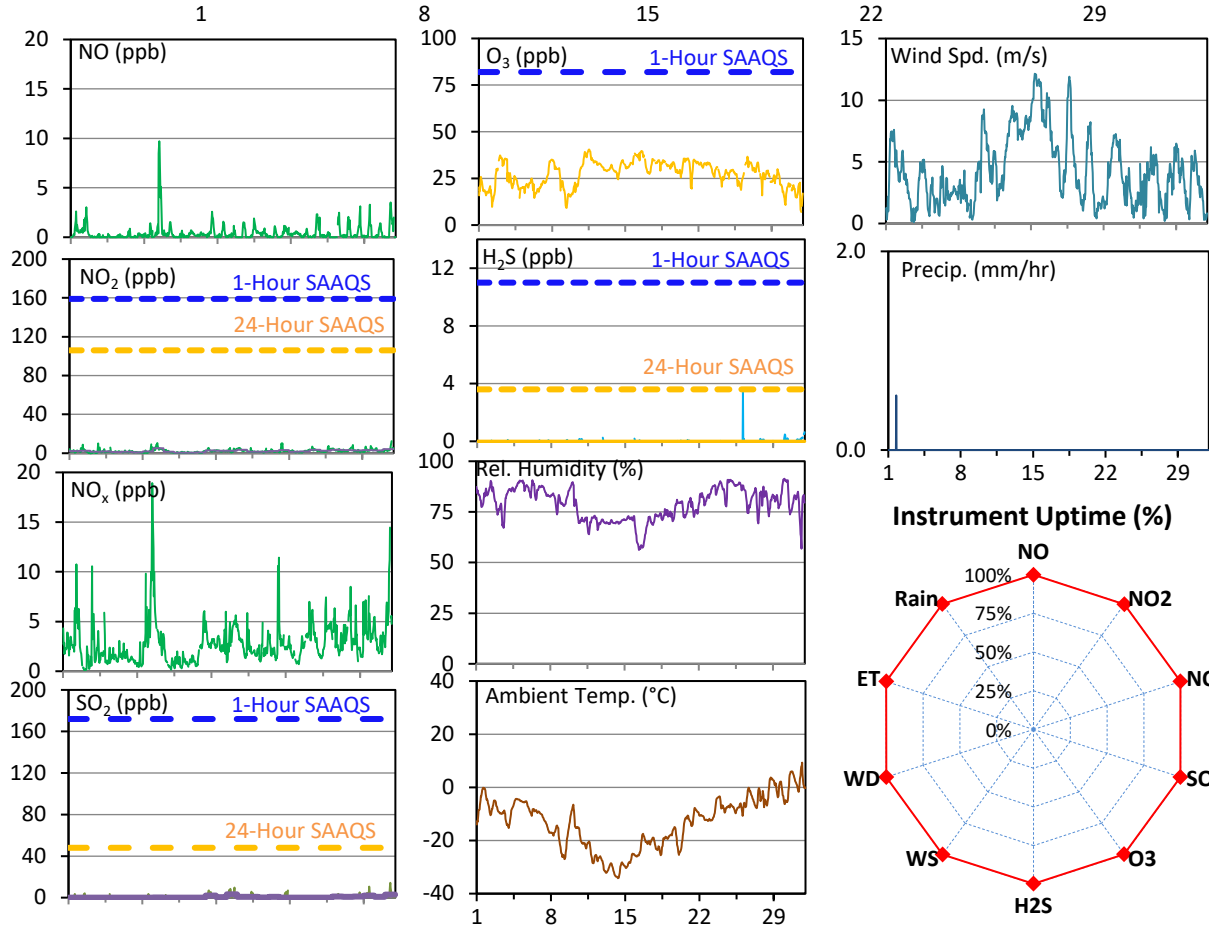 1 8 15 22 29
NO (ppb)
20
15
10
5
0
NO2 (ppb)
1-Hour SAAQS
24-Hour SAAQS
200
160
120
80
40
0
NOx (ppb)
20
15
10
5
0
SO2 (ppb)
1-Hour SAAQS
24-Hour SAAQS
200
160
120
80
40
0
O3 (ppb)
1-Hour SAAQS
100
75
50
25
0
H2S (ppb)
1-Hour SAAQS
24-Hour SAAQS
12
8
4
0
Rel. Humidity (%)
100
75
50
25
0
Ambient Temp. (°C)
40
20
0
-20
-40
1 8 15 22 29
Wind Spd. (m/s)
15
10
5
0
Precip. (mm/hr)
2.0
0.0
1 8 15 22 29
Instrument Uptime (%)
NO
NO2
NO
SO
O3
H2S
WS
WD
ET
Rain
100%
75%
50%
25%
0%